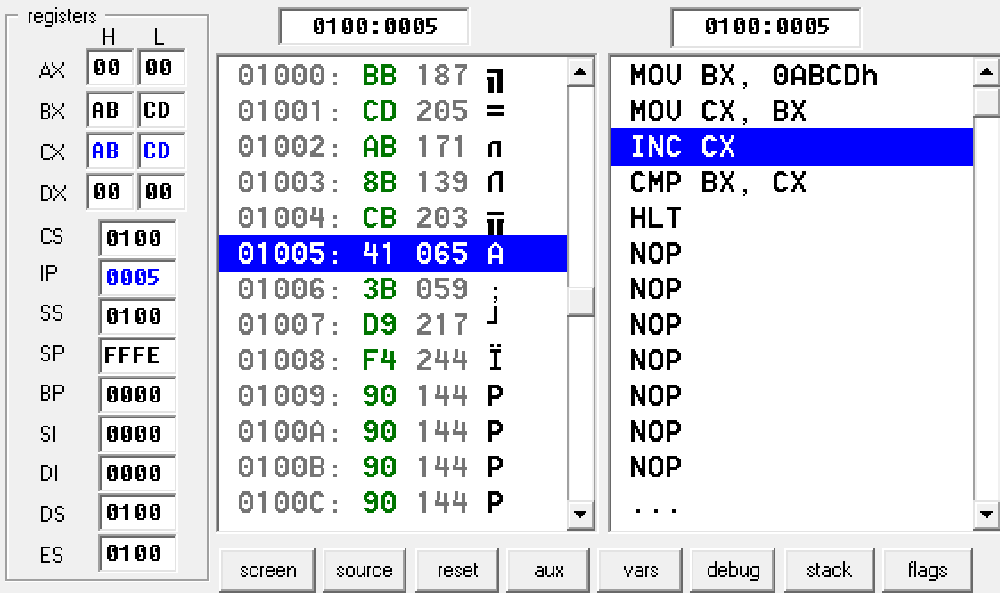 registers
H L
AX 00 00
BX AB CD
CX AB CD
DX 00 00
CS 0100
IP 0005
SS 0100
SP FFFE
BP 0000
SI 0000
DI 0000
DS 0100
ES 0100
0100:0005
01000: BB 187 ╗
01001: CD 205 =
01002: AB 171 л
01003: 8B 139 Л
01004: CB 203 ╦
01005: 41 065 A
01006: 3B 059 ;
01007: D9 217 ┘
01008: F4 244 Ï
01009: 90 144 Р
0100A: 90 144 Р
0100B: 90 144 Р
0100C: 90 144 Р
0100:0005
MOV BX, 0ABCDh
MOV CX, BX
INC CX
CMP BX, CX
HLT
NOP
NOP
NOP
NOP
NOP
NOP
NOP
...
screen source reset aux vars debug stack flags